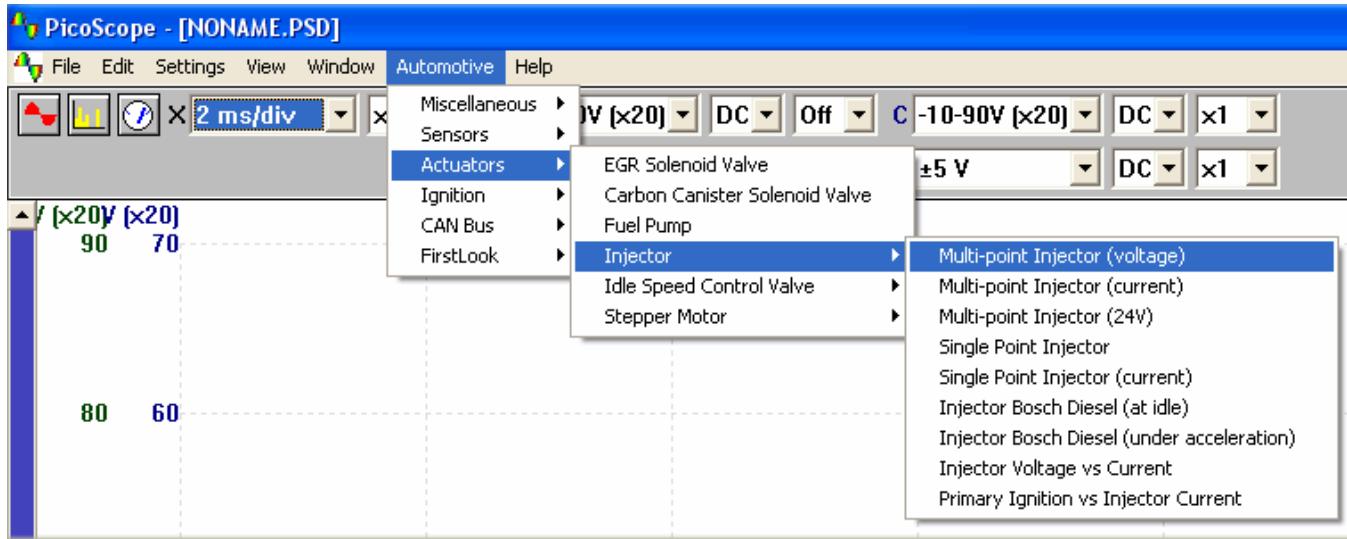 PicoScope - [NONAME.PSD]
File Edit Settings View Window Automotive Help
2 ms/div x 0V (x20) DC Off C -10-90V (x20) DC x1
±5 V DC x1
V (x20) V (x20)
90 70
80 60
Miscellaneous
Sensors
Actuators
Ignition
CAN Bus
FirstLook
EGR Solenoid Valve
Carbon Canister Solenoid Valve
Fuel Pump
Injector
Idle Speed Control Valve
Stepper Motor
Multi-point Injector (voltage)
Multi-point Injector (current)
Multi-point Injector (24V)
Single Point Injector
Single Point Injector (current)
Injector Bosch Diesel (at idle)
Injector Bosch Diesel (under acceleration)
Injector Voltage vs Current
Primary Ignition vs Injector Current